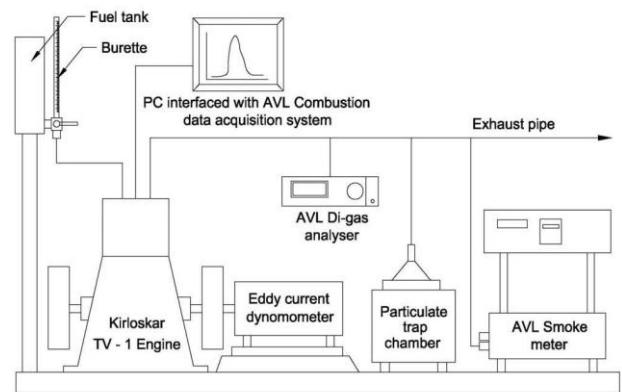 Fuel tank
Burette
PC interfaced with AVL Combustion
data acquisition system
Exhaust pipe
AVL Di-gas
analyser
Kirloskar
TV - 1 Engine
Eddy current
dynomometer
Particulate
trap
chamber
AVL Smoke
meter